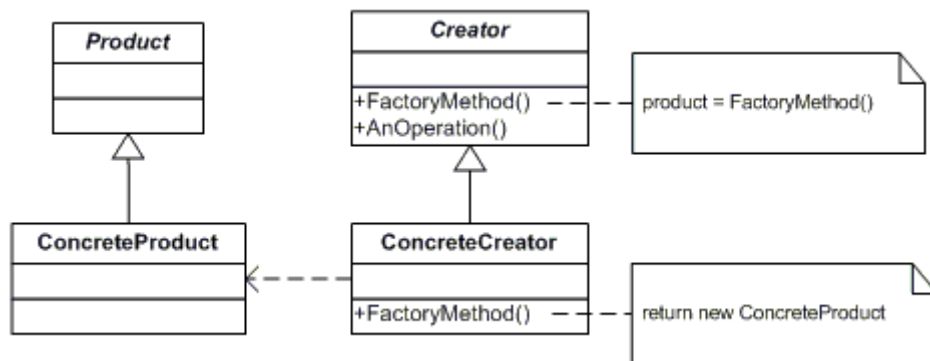 Product
Creator
+FactoryMethod()
+AnOperation()
product = FactoryMethod()
ConcreteProduct
ConcreteCreator
+FactoryMethod()
return new ConcreteProduct